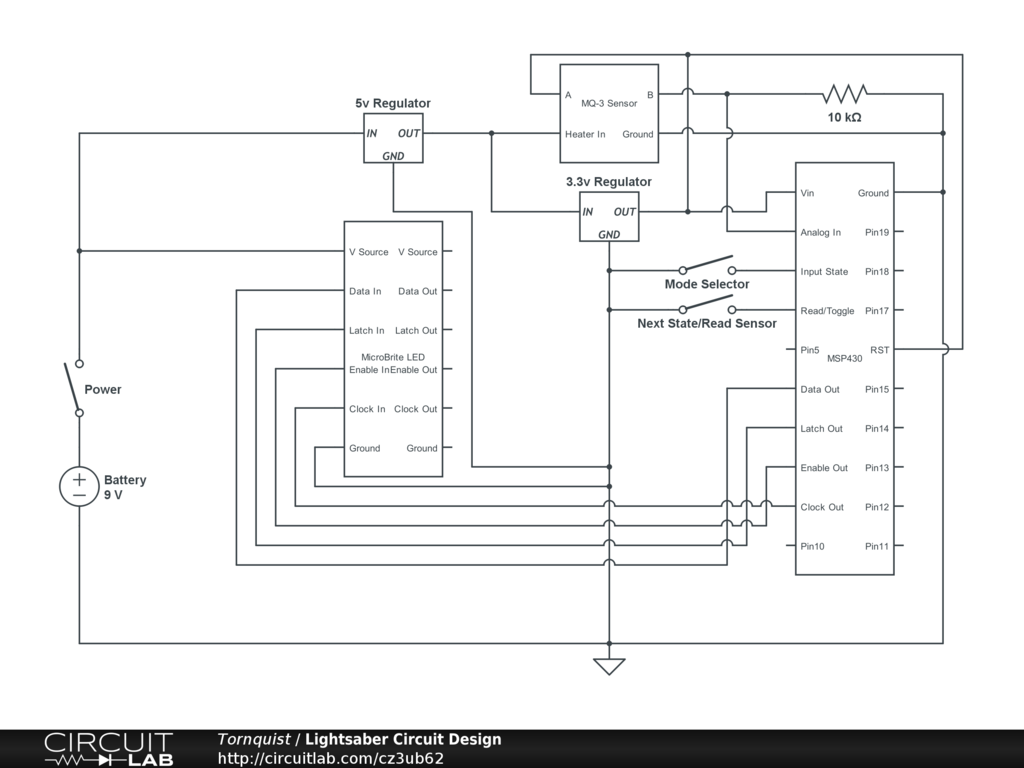 5v Regulator
IN OUT
GND
A B
MQ-3 Sensor
Heater In Ground
10 kΩ
3.3v Regulator
IN OUT
GND
Vin Ground
Analog In Pin19
Input State Pin18
Read/Toggle Pin17
Pin5 RST
MSP430
Data Out Pin15
Latch Out Pin14
Enable Out Pin13
Clock Out Pin12
Pin10 Pin11
Mode Selector
Next State/Read Sensor
V Source V Source
Data In Data Out
Latch In Latch Out
MicroBrite LED
Enable In Enable Out
Clock In Clock Out
Ground Ground
Power
+
−
Battery
9 V
CIRCUIT
LAB
Tornquist / Lightsaber Circuit Design
http://circuitlab.com/cz3ub62